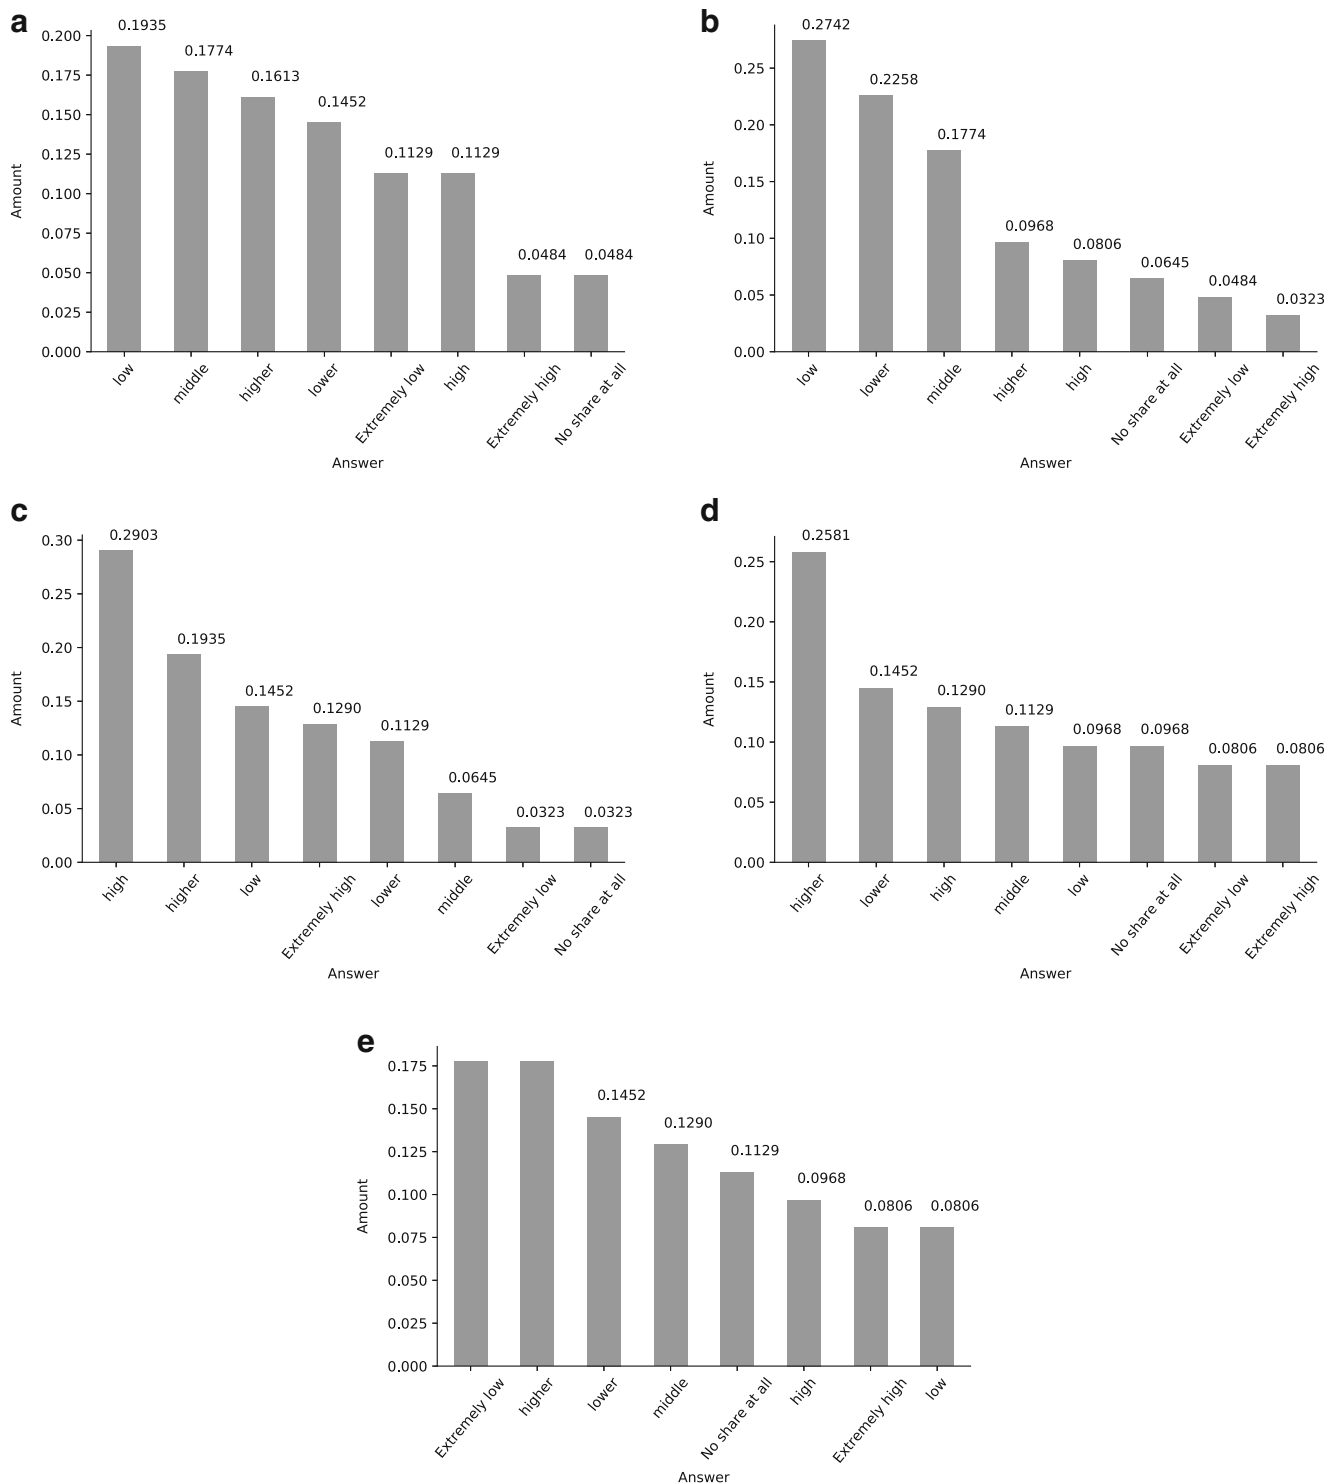 a
0.200
0.175
0.150
0.125
0.100
0.075
0.050
0.025
0.000
Amount
0.1935
0.1774
0.1613
0.1452
0.1129
0.1129
0.0484
0.0484
low
middle
higher
lower
Extremely low
high
Extremely high
No share at all
Answer
b
0.25
0.20
0.15
0.10
0.05
0.00
Amount
0.2742
0.2258
0.1774
0.0968
0.0806
0.0645
0.0484
0.0323
low
lower
middle
higher
high
No share at all
Extremely low
Extremely high
Answer
c
0.30
0.25
0.20
0.15
0.10
0.05
0.00
Amount
0.2903
0.1935
0.1452
0.1290
0.1129
0.0645
0.0323
0.0323
high
higher
low
Extremely high
lower
middle
Extremely low
No share at all
Answer
d
0.25
0.20
0.15
0.10
0.05
0.00
Amount
0.2581
0.1452
0.1290
0.1129
0.0968
0.0968
0.0806
0.0806
higher
lower
high
middle
low
No share at all
Extremely low
Extremely high
Answer
e
0.175
0.150
0.125
0.100
0.075
0.050
0.025
0.000
Amount
0.1452
0.1290
0.1129
0.0968
0.0806
0.0806
Extremely low
higher
lower
middle
No share at all
high
Extremely high
low
Answer